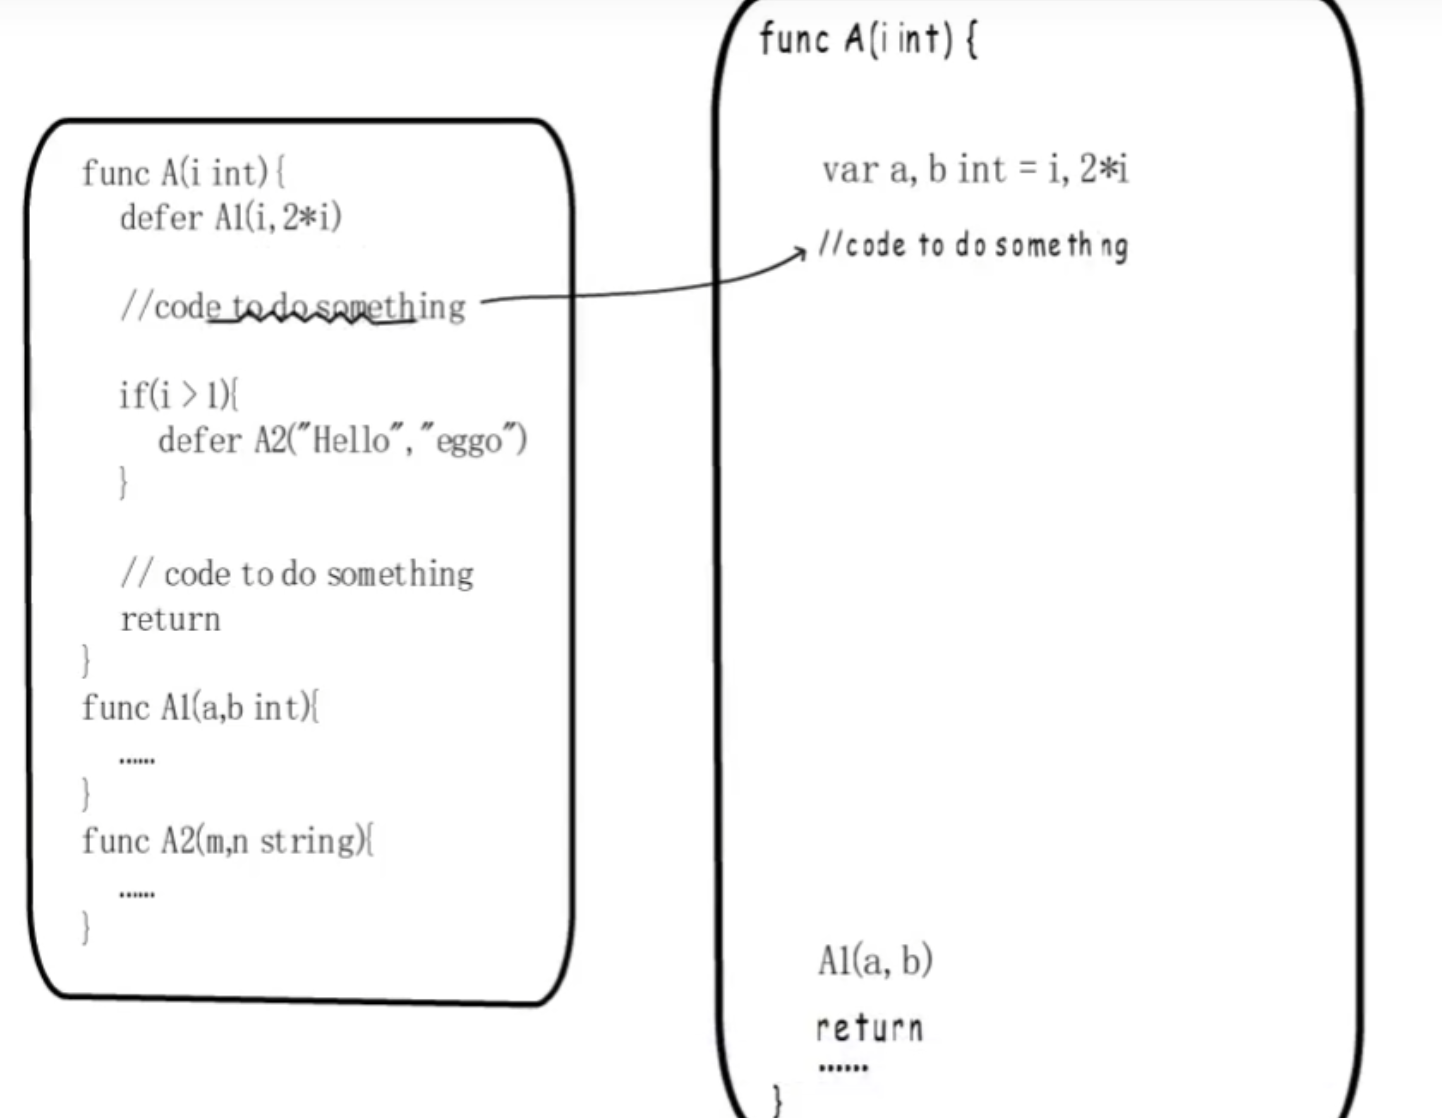 func A(i int){
defer A1(i, 2*i)
//code to do something
if(i > 1){
defer A2("Hello", "eggo")
}
// code to do something
return
}
func A1(a,b int){
......
}
func A2(m,n string){
......
}
func A(i int) {
var a, b int = i, 2*i
//code to do someth ng
A1(a, b)
return
......
}